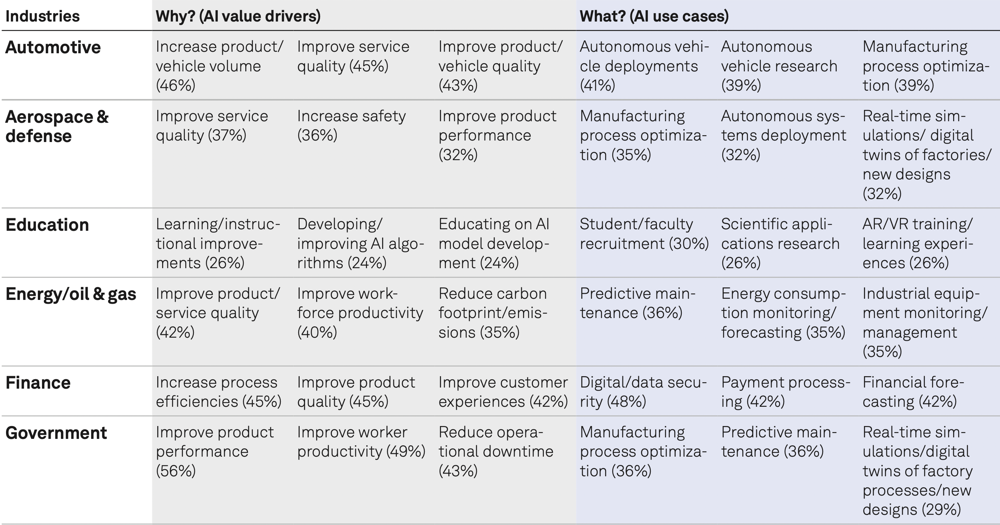 Industries
Why? (AI value drivers)
What? (AI use cases)
Automotive
Increase product/
vehicle volume
(46%)
Improve service
quality (45%)
Improve product/
vehicle quality
(43%)
Autonomous vehi-
cle deployments
(41%)
Autonomous
vehicle research
(39%)
Manufacturing
process optimiza-
tion (39%)
Aerospace &
defense
Improve service
quality (37%)
Increase safety
(36%)
Improve product
performance
(32%)
Manufacturing
process optimiza-
tion (35%)
Autonomous sys-
tems deployment
(32%)
Real-time sim-
ulations/ digital
twins of factories/
new designs
(32%)
Education
Learning/instruc-
tional improve-
ments (26%)
Developing/
improving AI algo-
rithms (24%)
Educating on AI
model develop-
ment (24%)
Student/faculty
recruitment (30%)
Scientific appli-
cations research
(26%)
AR/VR training/
learning experi-
ences (26%)
Energy/oil & gas
Improve product/
service quality
(42%)
Improve work-
force productivity
(40%)
Reduce carbon
footprint/emis-
sions (35%)
Predictive main-
tenance (36%)
Energy consump-
tion monitoring/
forecasting (35%)
Industrial equip-
ment monitoring/
management
(35%)
Finance
Increase process
efficiencies (45%)
Improve product
quality (45%)
Improve customer
experiences (42%)
Digital/data secu-
rity (48%)
Payment process-
ing (42%)
Financial fore-
casting (42%)
Government
Improve product
performance
(56%)
Improve worker
productivity (49%)
Reduce opera-
tional downtime
(43%)
Manufacturing
process optimiza-
tion (36%)
Predictive main-
tenance (36%)
Real-time sim-
ulations/digital
twins of factory
processes/new
designs (29%)